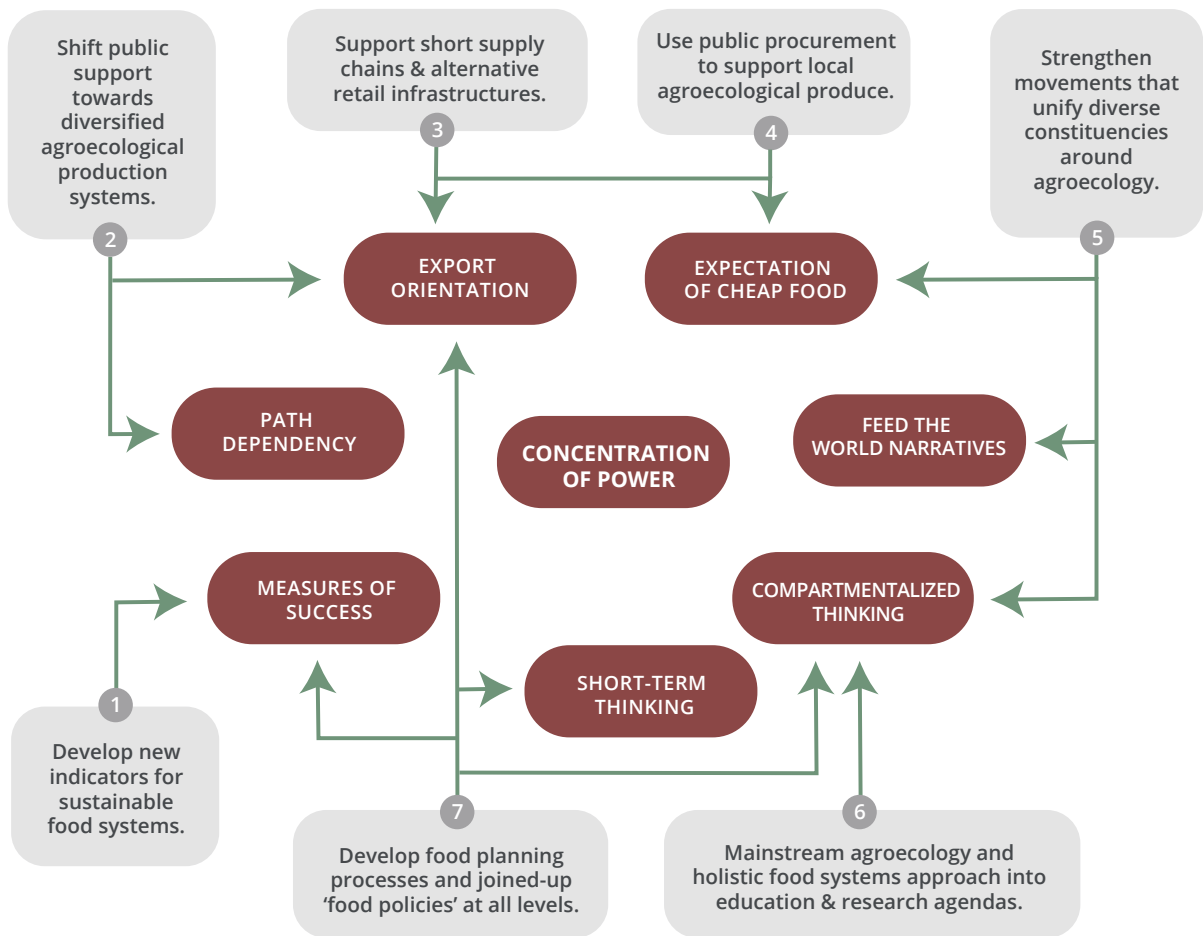 Shift public
support
towards
diversified
agroecological
production
systems.
2
Support short supply
chains & alternative
retail infrastructures.
3
Use public procurement
to support local
agroecological produce.
4
Strengthen
movements that
unify diverse
constituencies
around
agroecology.
5
EXPORT
ORIENTATION
EXPECTATION
OF CHEAP FOOD
PATH
DEPENDENCY
CONCENTRATION
OF POWER
FEED THE
WORLD NARRATIVES
MEASURES OF
SUCCESS
COMPARTMENTALIZED
THINKING
SHORT-TERM
THINKING
1
Develop new
indicators for
sustainable
food systems.
7
Develop food planning
processes and joined-up
‘food policies’ at all levels.
6
Mainstream agroecology and
holistic food systems approach into
education & research agendas.